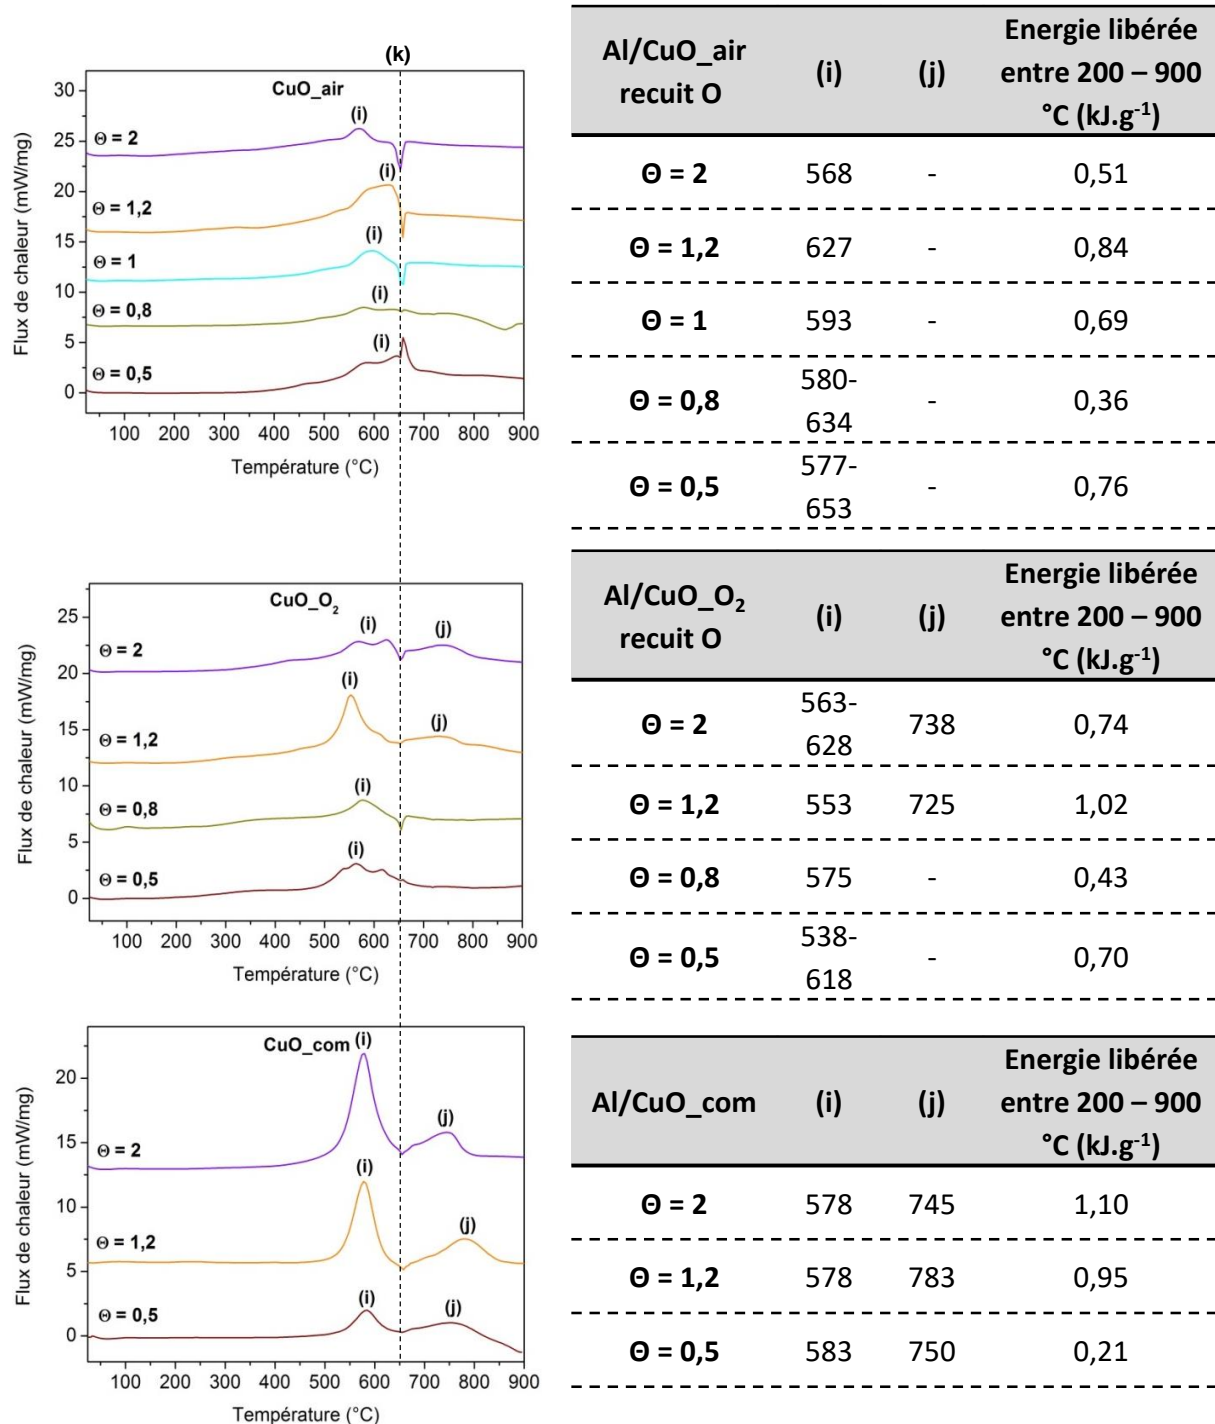 (k)
CuO_air
Flux de chaleur (mW/mg)
30
25
20
15
10
5
0
Θ = 2
(i)
Θ = 1,2
(i)
Θ = 1
(i)
Θ = 0,8
(i)
Θ = 0,5
(i)
100 200 300 400 500 600 700 800 900
Température (°C)
Al/CuO_air recuit O | (i) | (j) | Energie libérée entre 200 – 900 °C (kJ.g⁻¹)
Θ = 2 568 - 0,51
Θ = 1,2 627 - 0,84
Θ = 1 593 - 0,69
Θ = 0,8 580-634 - 0,36
Θ = 0,5 577-653 - 0,76
CuO_O₂
Flux de chaleur (mW/mg)
25
20
15
10
5
0
Θ = 2
(i) (j)
Θ = 1,2
(i) (j)
Θ = 0,8
(i)
Θ = 0,5
(i)
100 200 300 400 500 600 700 800 900
Température (°C)
Al/CuO_O₂ recuit O | (i) | (j) | Energie libérée entre 200 – 900 °C (kJ.g⁻¹)
Θ = 2 563-628 738 0,74
Θ = 1,2 553 725 1,02
Θ = 0,8 575 - 0,43
Θ = 0,5 538-618 - 0,70
CuO_com
Flux de chaleur (mW/mg)
20
15
10
5
0
(i) (j)
Θ = 2
(i) (j)
Θ = 1,2
(i) (j)
Θ = 0,5
100 200 300 400 500 600 700 800 900
Température (°C)
Al/CuO_com | (i) | (j) | Energie libérée entre 200 – 900 °C (kJ.g⁻¹)
Θ = 2 578 745 1,10
Θ = 1,2 578 783 0,95
Θ = 0,5 583 750 0,21